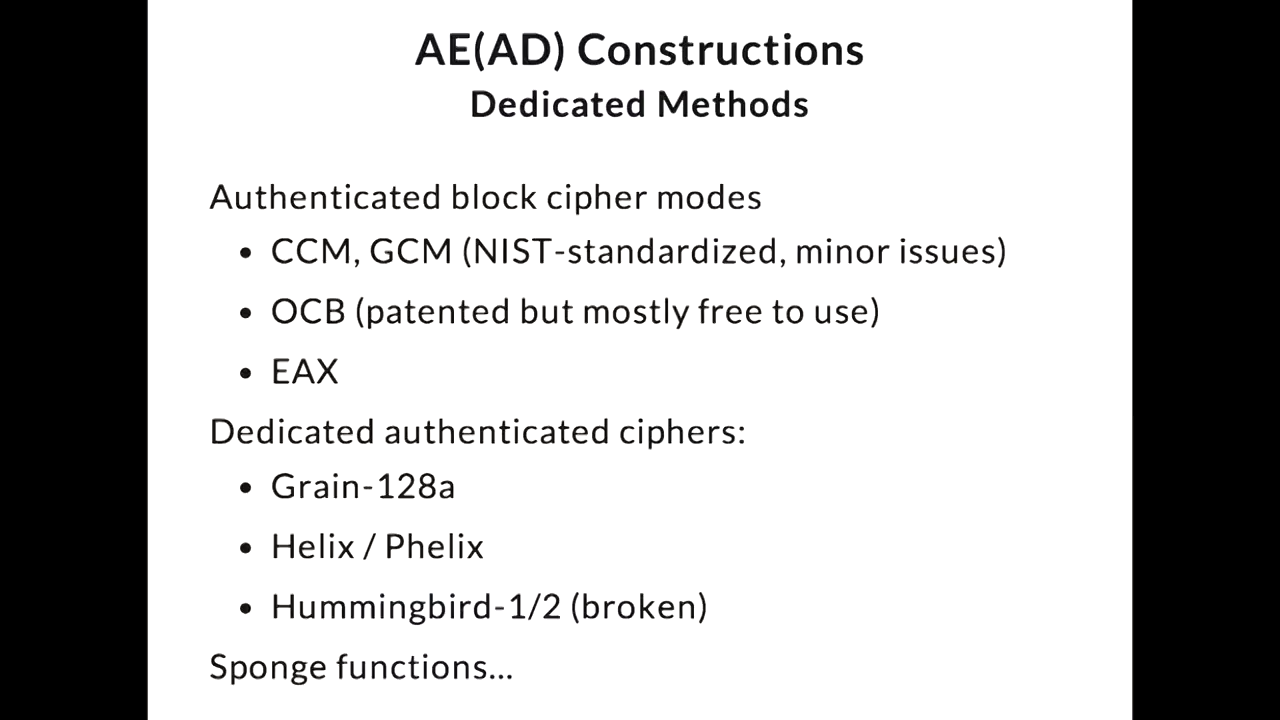 AE(AD) Constructions
Dedicated Methods
Authenticated block cipher modes
• CCM, GCM (NIST-standardized, minor issues)
• OCB (patented but mostly free to use)
• EAX
Dedicated authenticated ciphers:
• Grain-128a
• Helix / Phelix
• Hummingbird-1/2 (broken)
Sponge functions...